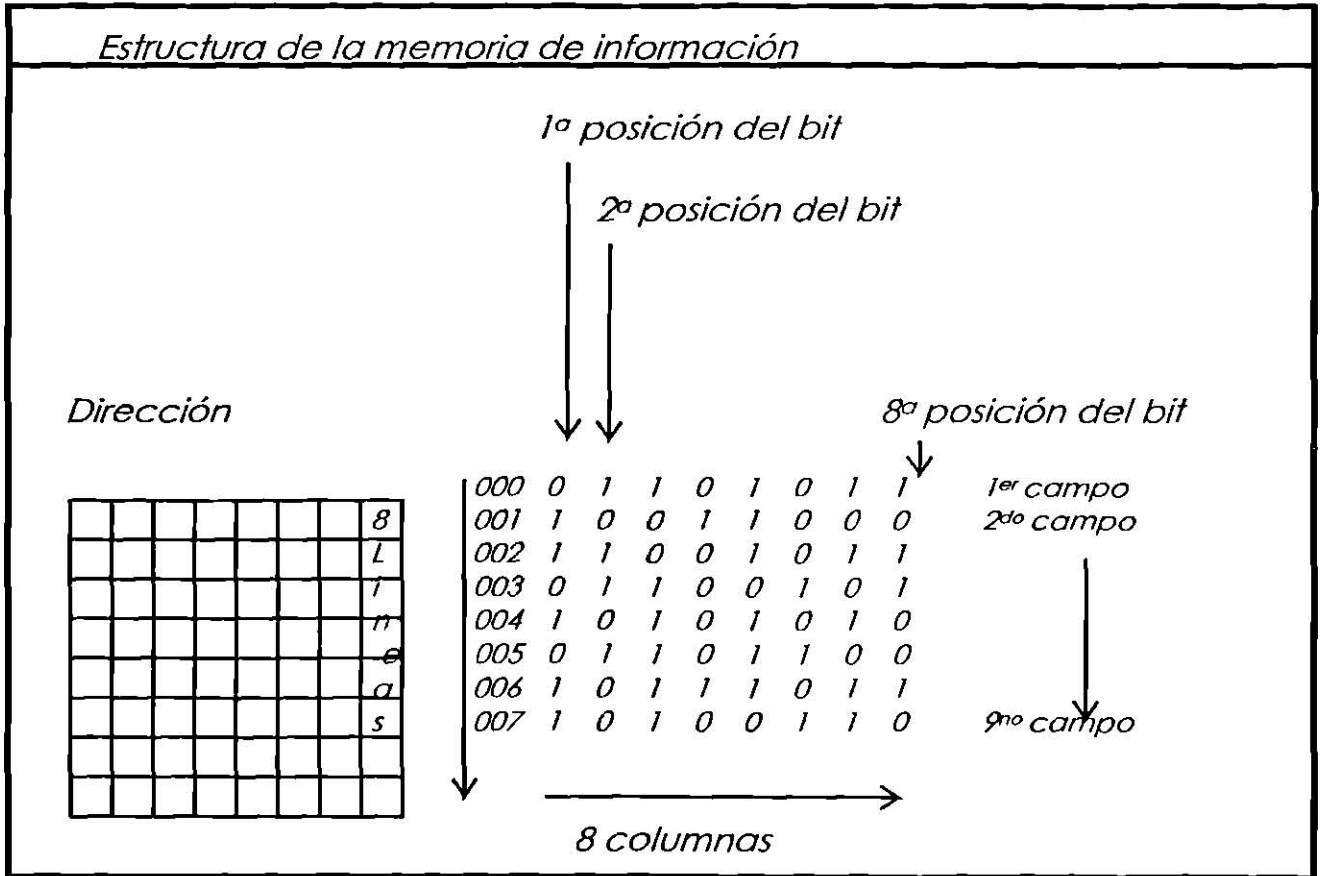 Estructura de la memoria de información
1ª posición del bit
2ª posición del bit
Dirección
8ª posición del bit
000 0 1 1 0 1 0 1 1 1er campo
001 1 0 0 1 1 0 0 0 2do campo
002 1 1 0 0 1 0 1 1
003 0 1 1 0 0 1 0 1
004 1 0 1 0 1 0 1 0
005 0 1 1 0 1 1 0 0
006 1 0 1 1 1 0 1 1
007 1 0 1 0 0 1 1 0 9no campo
8 Líneas
8 columnas